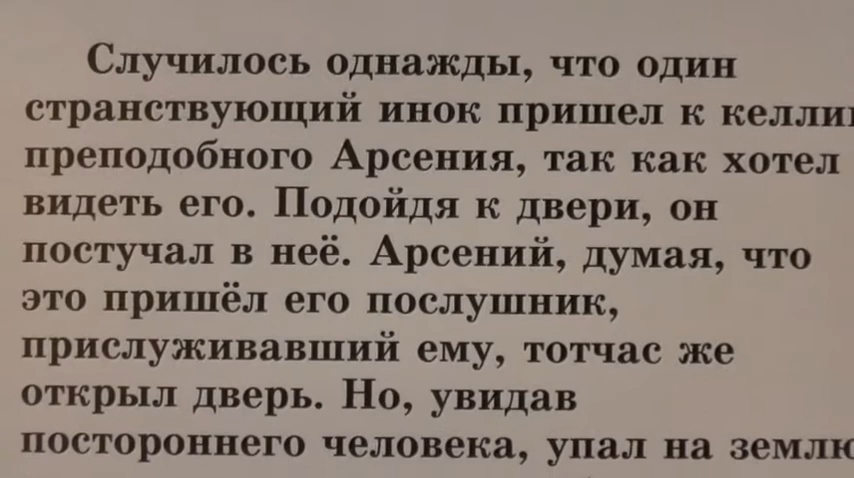 Случилось однажды, что один
странствующий инок пришел к келлии
преподобного Арсения, так как хотел
видеть его. Подойдя к двери, он
постучал в неё. Арсений, думая, что
это пришёл его послушник,
прислуживавший ему, тотчас же
открыл дверь. Но, увидав
постороннего человека, упал на землю